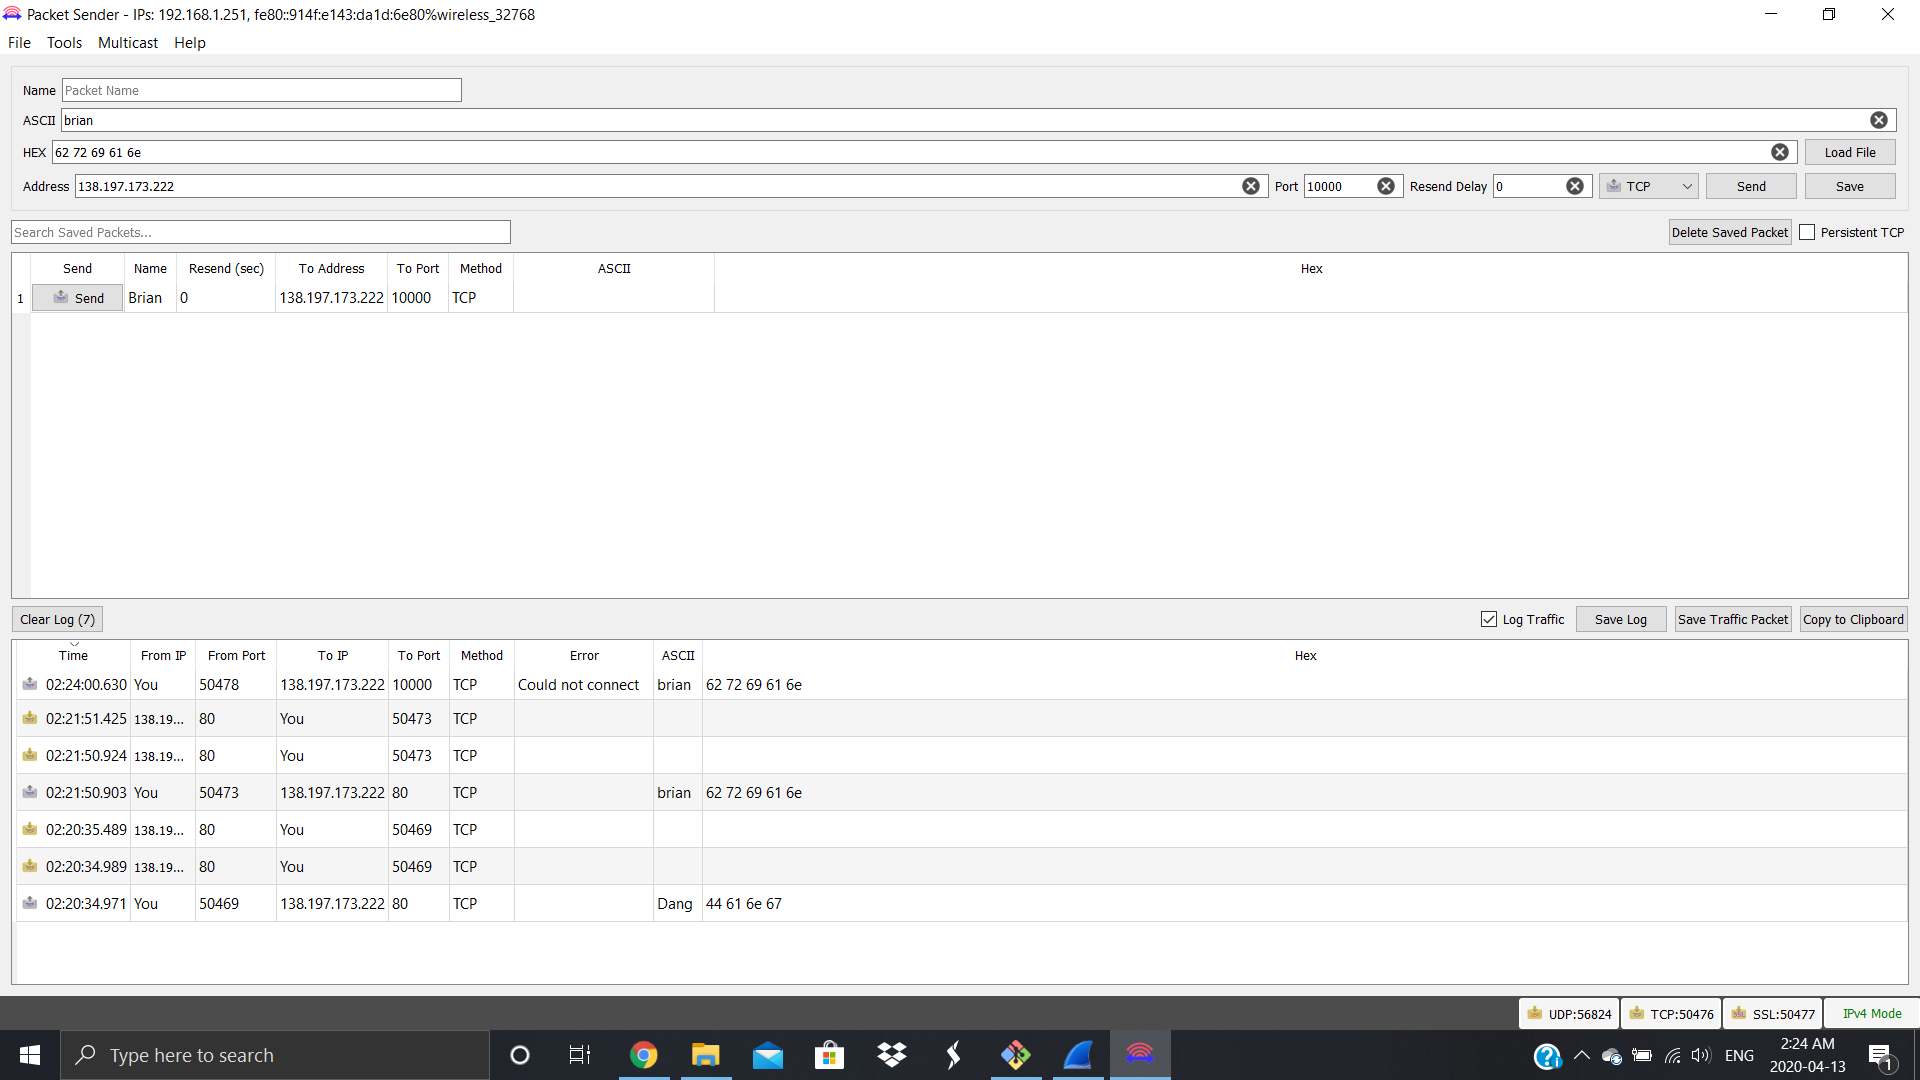 Packet Sender - IPs: 192.168.1.251, fe80::914f:e143:da1d:6e80%wireless_32768
File Tools Multicast Help
Name Packet Name
ASCII brian
HEX 62 72 69 61 6e Load File
Address 138.197.173.222 Port 10000 Resend Delay 0 TCP Send Save
Search Saved Packets... Delete Saved Packet Persistent TCP
Send Name Resend (sec) To Address To Port Method ASCII Hex
1 Send Brian 0 138.197.173.222 10000 TCP
Clear Log (7) Log Traffic Save Log Save Traffic Packet Copy to Clipboard
Time From IP From Port To IP To Port Method Error ASCII Hex
02:24:00.630 You 50478 138.197.173.222 10000 TCP Could not connect brian 62 72 69 61 6e
02:21:51.425 138.19... 80 You 50473 TCP
02:21:50.924 138.19... 80 You 50473 TCP
02:21:50.903 You 50473 138.197.173.222 80 TCP brian 62 72 69 61 6e
02:20:35.489 138.19... 80 You 50469 TCP
02:20:34.989 138.19... 80 You 50469 TCP
02:20:34.971 You 50469 138.197.173.222 80 TCP Dang 44 61 6e 67
UDP:56824 TCP:50476 SSL:50477 IPv4 Mode
Type here to search ENG 2:24 AM
2020-04-13 1